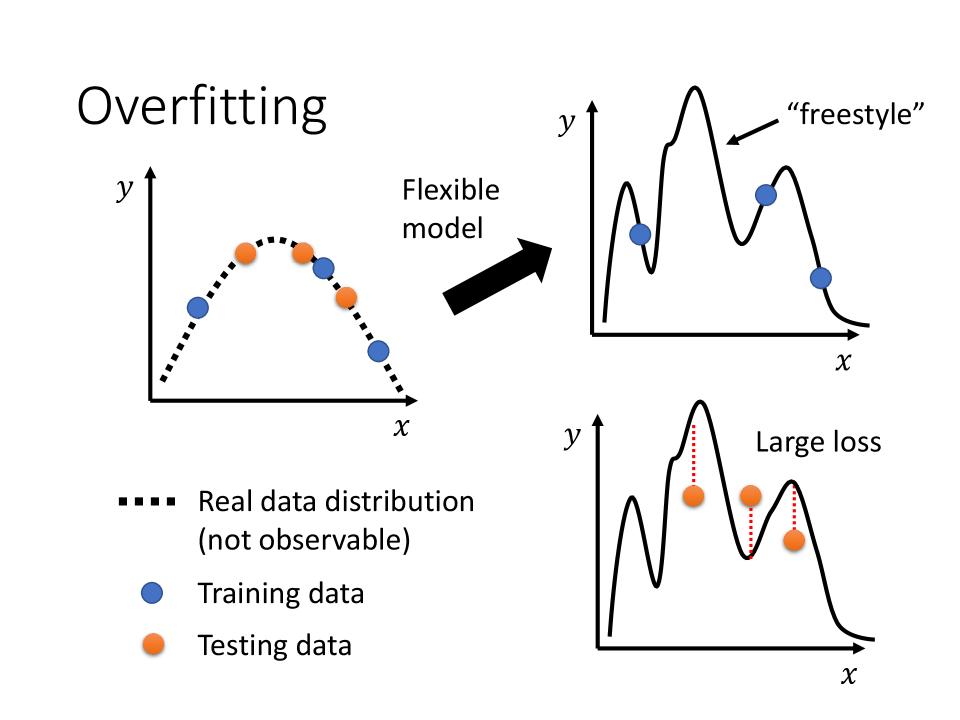 Overfitting
y
x
Flexible
model
y
“freestyle”
x
y
Large loss
x
Real data distribution
(not observable)
Training data
Testing data